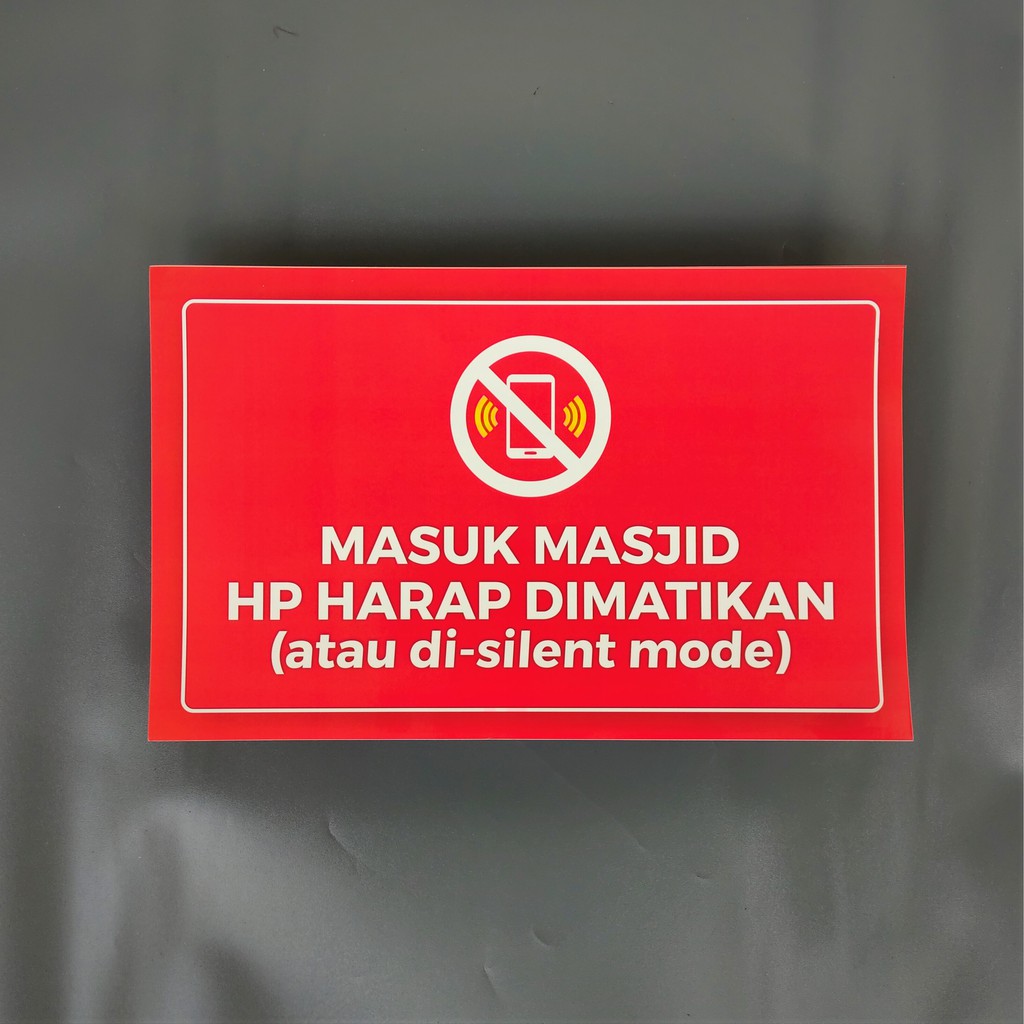 MASUK MASJID
HP HARAP DIMATIKAN
(atau di-silent mode)